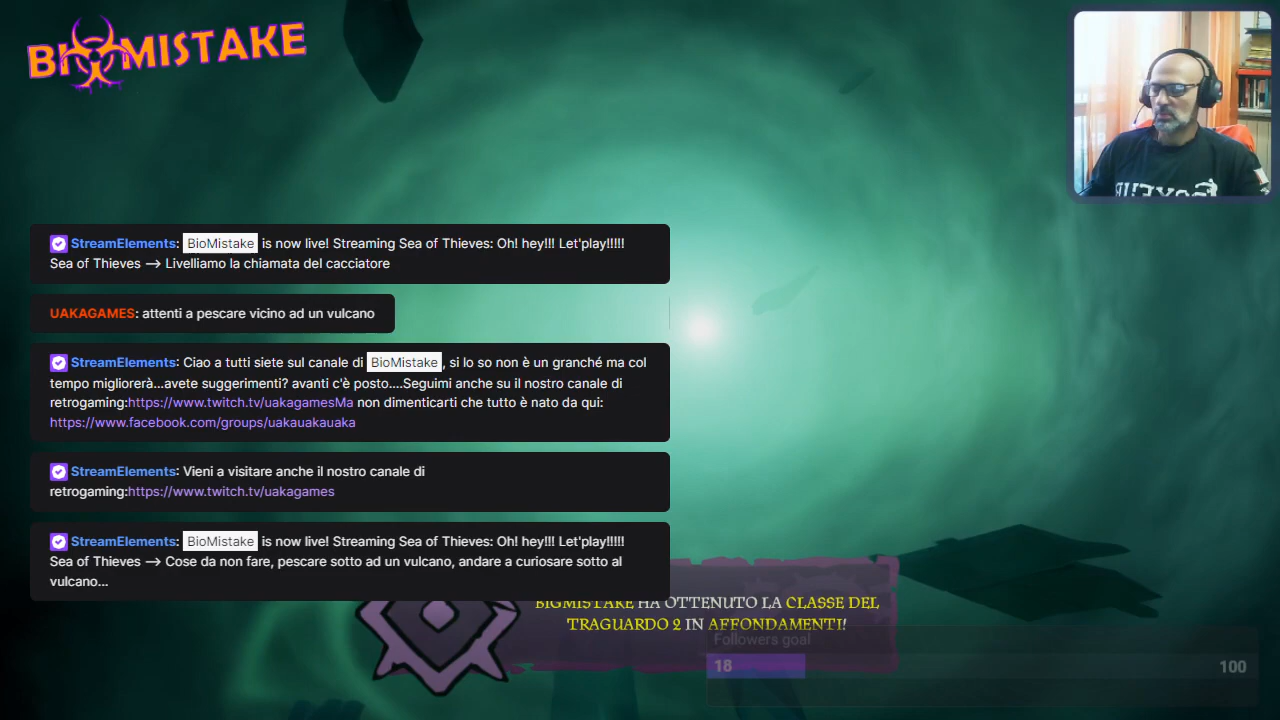 BIOMISTAKE
StreamElements: BioMistake is now live! Streaming Sea of Thieves: Oh! hey!!! Let'play!!!!!
Sea of Thieves –> Livelliamo la chiamata del cacciatore
UAKAGAMES: attenti a pescare vicino ad un vulcano
StreamElements: Ciao a tutti siete sul canale di BioMistake, si lo so non è un granché ma col
tempo migliorerà...avete suggerimenti? avanti c'è posto....Seguimi anche su il nostro canale di
retrogaming:https://www.twitch.tv/uakagamesMa non dimenticarti che tutto è nato da qui:
https://www.facebook.com/groups/uakauakauaka
StreamElements: Vieni a visitare anche il nostro canale di
retrogaming:https://www.twitch.tv/uakagames
StreamElements: BioMistake is now live! Streaming Sea of Thieves: Oh! hey!!! Let'play!!!!!
Sea of Thieves –> Cose da non fare, pescare sotto ad un vulcano, andare a curiosare sotto al
vulcano...
BIGMISTAKE HA OTTENUTO LA CLASSE DEL
TRAGUARDO 2 IN AFFONDAMENTI!
Followers goal
18 100